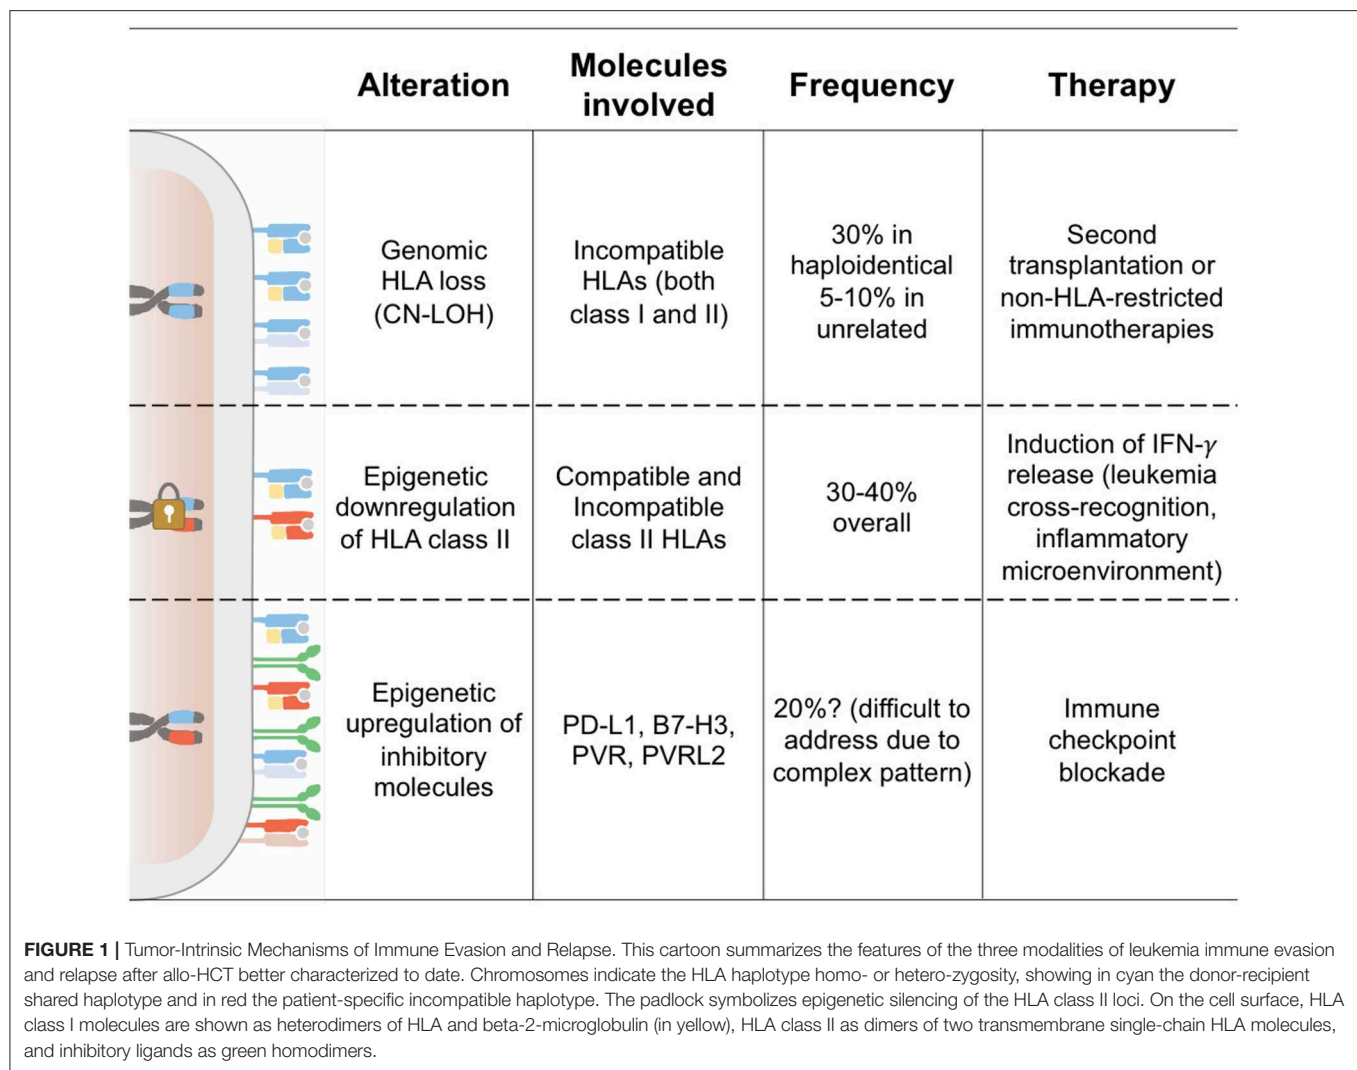 Alteration
Molecules
involved
Frequency
Therapy
Genomic
HLA loss
(CN-LOH)
Incompatible
HLAs (both
class I and II)
30% in
haploidentical
5-10% in
unrelated
Second
transplantation or
non-HLA-restricted
immunotherapies
Epigenetic
downregulation
of HLA class II
Compatible and
Incompatible
class II HLAs
30-40%
overall
Induction of IFN-γ
release (leukemia
cross-recognition,
inflammatory
microenvironment)
Epigenetic
upregulation of
inhibitory
molecules
PD-L1, B7-H3,
PVR, PVRL2
20%? (difficult to
address due to
complex pattern)
Immune
checkpoint
blockade
FIGURE 1 | Tumor-Intrinsic Mechanisms of Immune Evasion and Relapse. This cartoon summarizes the features of the three modalities of leukemia immune evasion
and relapse after allo-HCT better characterized to date. Chromosomes indicate the HLA haplotype homo- or hetero-zygosity, showing in cyan the donor-recipient
shared haplotype and in red the patient-specific incompatible haplotype. The padlock symbolizes epigenetic silencing of the HLA class II loci. On the cell surface, HLA
class I molecules are shown as heterodimers of HLA and beta-2-microglobulin (in yellow), HLA class II as dimers of two transmembrane single-chain HLA molecules,
and inhibitory ligands as green homodimers.